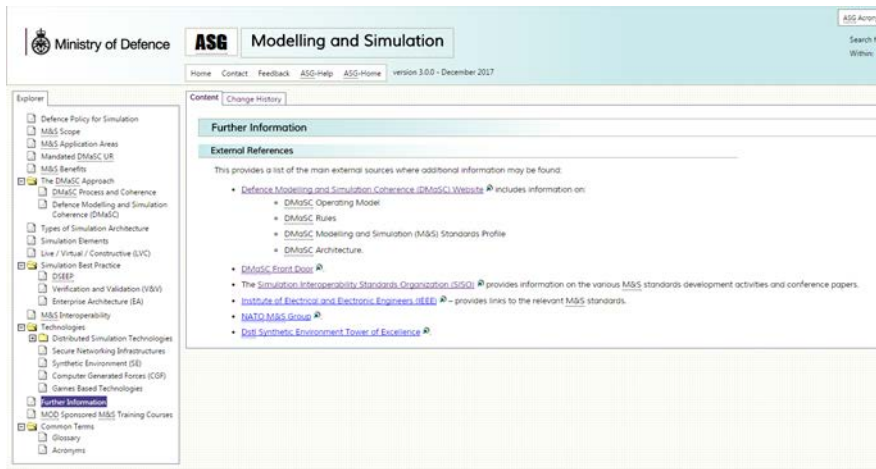 ASG Acron
Ministry of Defence
ASG
Modelling and Simulation
Search
Within:
Home Contact Feedback ASG-Help ASG-Home version 3.0.0 - December 2017
Explorer
Defence Policy for Simulation
M&S Scope
M&S Application Areas
Mandated DMaSC UR
M&S Benefits
The DMaSC Approach
DMaSC Process and Coherence
Defence Modelling and Simulation
Coherence (DMaSC)
Types of Simulation Architecture
Simulation Elements
Live / Virtual / Constructive (LVC)
Simulation Best Practice
DSEEP
Verification and Validation (V&V)
Enterprise Architecture (EA)
M&S Interoperability
Technologies
Distributed Simulation Technologies
Secure Networking Infrastructures
Synthetic Environment (SE)
Computer Generated Forces (CGF)
Games Based Technologies
Further Information
MOD Sponsored M&S Training Courses
Common Terms
Glossary
Acronyms
Content Change History
Further Information
External References
This provides a list of the main external sources where additional information may be found:
• Defence Modelling and Simulation Coherence (DMaSC) Website includes information on:
DMaSC Operating Model
DMaSC Rules
DMaSC Modelling and Simulation (M&S) Standards Profile
DMaSC Architecture.
• DMaSC Front Door .
• The Simulation Interoperability Standards Organization (SISO) provides information on the various M&S standards development activities and conference papers.
• Institute of Electrical and Electronic Engineers (IEEE) – provides links to the relevant M&S standards.
• NATO M&S Group .
• Dstl Synthetic Environment Tower of Excellence .